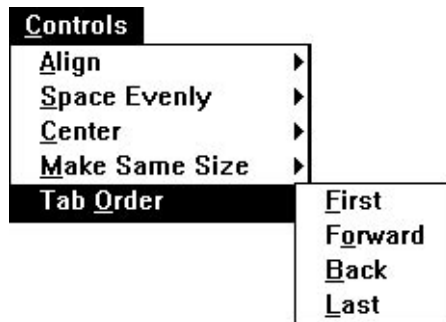 Controls
Align
Space Evenly
Center
Make Same Size
Tab Order
First
Forward
Back
Last